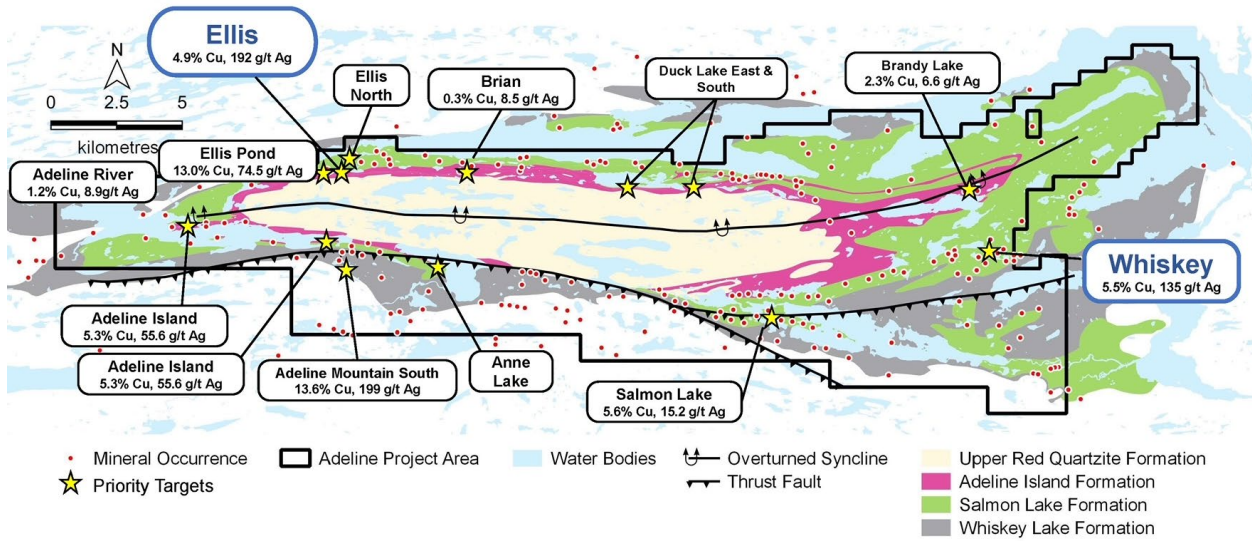 Ellis
4.9% Cu, 192 g/t Ag
N
0 2.5 5
kilometres
Ellis
North
Brian
0.3% Cu, 8.5 g/t Ag
Duck Lake East &
South
Brandy Lake
2.3% Cu, 6.6 g/t Ag
Ellis Pond
13.0% Cu, 74.5 g/t Ag
Adeline River
1.2% Cu, 8.9g/t Ag
Whiskey
5.5% Cu, 135 g/t Ag
Adeline Island
5.3% Cu, 55.6 g/t Ag
Adeline Island
5.3% Cu, 55.6 g/t Ag
Adeline Mountain South
13.6% Cu, 199 g/t Ag
Anne
Lake
Salmon Lake
5.6% Cu, 15.2 g/t Ag
Mineral Occurrence
Priority Targets
Adeline Project Area
Water Bodies
Overturned Syncline
Thrust Fault
Upper Red Quartzite Formation
Adeline Island Formation
Salmon Lake Formation
Whiskey Lake Formation